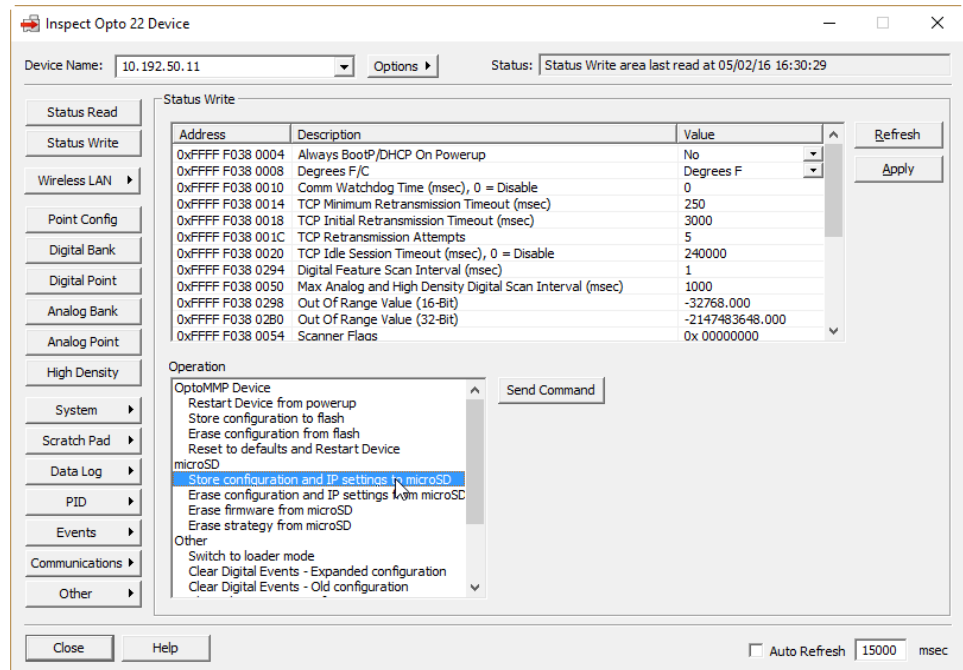 Inspect Opto 22 Device
Device Name: 10.192.50.11 Options Status: Status Write area last read at 05/02/16 16:30:29
Status Read
Status Write
Wireless LAN
Point Config
Digital Bank
Digital Point
Analog Bank
Analog Point
High Density
System
Scratch Pad
Data Log
PID
Events
Communications
Other
Status Write
Address Description Value
0xFFFF F038 0004 Always BootP/DHCP On Powerup No
0xFFFF F038 0008 Degrees F/C Degrees F
0xFFFF F038 0010 Comm Watchdog Time (msec), 0 = Disable 0
0xFFFF F038 0014 TCP Minimum Retransmission Timeout (msec) 250
0xFFFF F038 0018 TCP Initial Retransmission Timeout (msec) 3000
0xFFFF F038 001C TCP Retransmission Attempts 5
0xFFFF F038 0020 TCP Idle Session Timeout (msec), 0 = Disable 240000
0xFFFF F038 0294 Digital Feature Scan Interval (msec) 1
0xFFFF F038 0050 Max Analog and High Density Digital Scan Interval (msec) 1000
0xFFFF F038 0298 Out Of Range Value (16-Bit) -32768.000
0xFFFF F038 02B0 Out Of Range Value (32-Bit) -2147483648.000
0xFFFF F038 0054 Scanner Flags 0x 00000000
Refresh
Apply
Operation
OptoMMP Device
Restart Device from powerup
Store configuration to flash
Erase configuration from flash
Reset to defaults and Restart Device
microSD
Store configuration and IP settings to microSD
Erase configuration and IP settings from microSD
Erase firmware from microSD
Erase strategy from microSD
Other
Switch to loader mode
Clear Digital Events - Expanded configuration
Clear Digital Events - Old configuration
Send Command
Close Help Auto Refresh 15000 msec